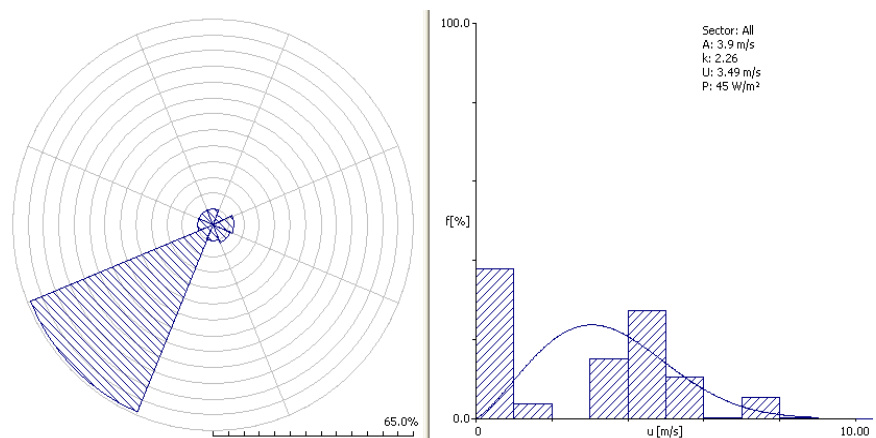 65.0%
100.0
Sector: All
A: 3.9 m/s
k: 2.26
U: 3.49 m/s
P: 45 W/m²
f[%]
0.0
0
u [m/s]
10.00